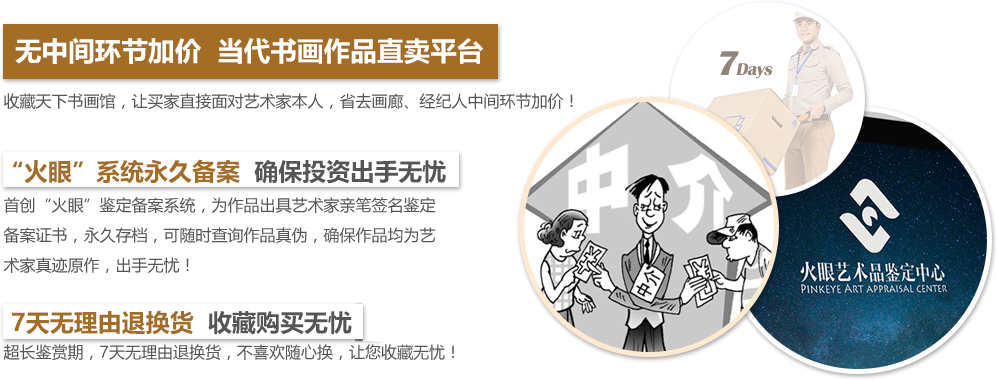 无中间环节加价 当代书画作品直卖平台
收藏天下书画馆，让买家直接面对艺术家本人，省去画廊、经纪人中间环节加价！
“火眼”系统永久备案 确保投资出手无忧
首创“火眼”鉴定备案系统，为作品出具艺术家亲笔签名鉴定
备案证书，永久存档，可随时查询作品真伪，确保作品均为艺
术家真迹原作，出手无忧！
7天无理由退换货 收藏购买无忧
超长鉴赏期，7天无理由退换货，不喜欢随心换，让您收藏无忧！
7 Days
中介
火眼艺术品鉴定中心
PINKEYE ART APPRAISAL CENTER